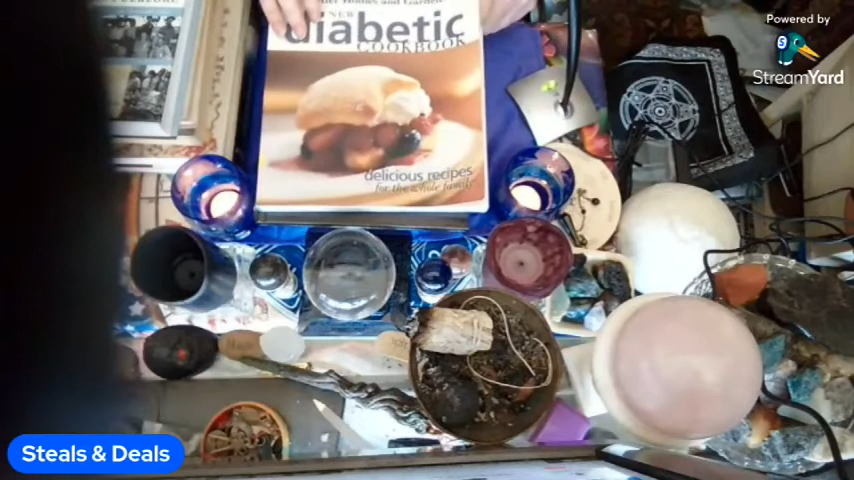 Powered by
StreamYard
Better Homes and Gardens
NEW
diabetic
COOKBOOK
delicious recipes
for the whole family
Steals & Deals